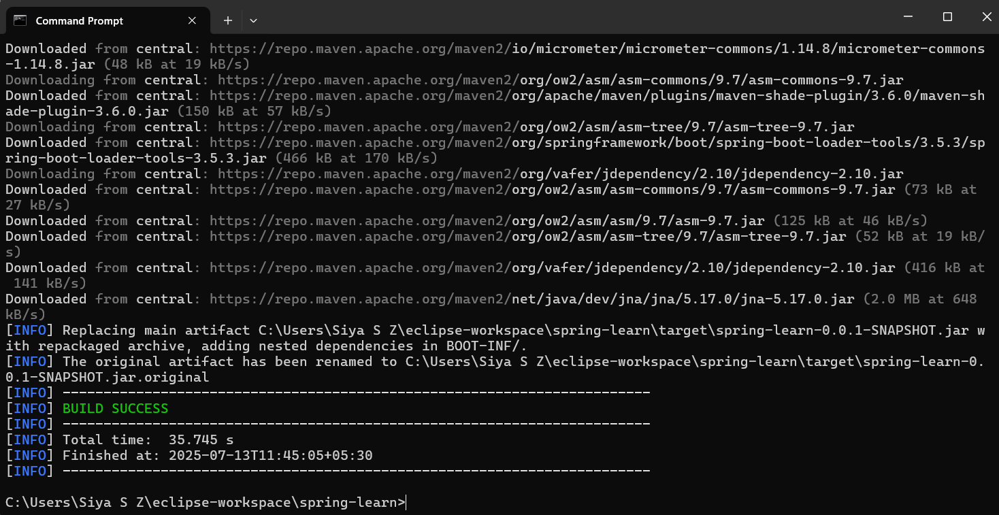 Command Prompt
Downloaded from central: https://repo.maven.apache.org/maven2/io/micrometer/micrometer-commons/1.14.8/micrometer-commons
-1.14.8.jar (48 kB at 19 kB/s)
Downloading from central: https://repo.maven.apache.org/maven2/org/ow2/asm/asm-commons/9.7/asm-commons-9.7.jar
Downloaded from central: https://repo.maven.apache.org/maven2/org/apache/maven/plugins/maven-shade-plugin/3.6.0/maven-sh
ade-plugin-3.6.0.jar (150 kB at 57 kB/s)
Downloading from central: https://repo.maven.apache.org/maven2/org/ow2/asm/asm-tree/9.7/asm-tree-9.7.jar
Downloaded from central: https://repo.maven.apache.org/maven2/org/springframework/boot/spring-boot-loader-tools/3.5.3/sp
ring-boot-loader-tools-3.5.3.jar (466 kB at 170 kB/s)
Downloading from central: https://repo.maven.apache.org/maven2/org/vafer/jdependency/2.10/jdependency-2.10.jar
Downloaded from central: https://repo.maven.apache.org/maven2/org/ow2/asm/asm-commons/9.7/asm-commons-9.7.jar (73 kB at
27 kB/s)
Downloaded from central: https://repo.maven.apache.org/maven2/org/ow2/asm/asm/9.7/asm-9.7.jar (125 kB at 46 kB/s)
Downloaded from central: https://repo.maven.apache.org/maven2/org/ow2/asm/asm-tree/9.7/asm-tree-9.7.jar (52 kB at 19 kB/
s)
Downloaded from central: https://repo.maven.apache.org/maven2/org/vafer/jdependency/2.10/jdependency-2.10.jar (416 kB at
 141 kB/s)
Downloaded from central: https://repo.maven.apache.org/maven2/net/java/dev/jna/jna/5.17.0/jna-5.17.0.jar (2.0 MB at 648
kB/s)
[INFO] Replacing main artifact C:\Users\Siya S Z\eclipse-workspace\spring-learn\target\spring-learn-0.0.1-SNAPSHOT.jar w
ith repackaged archive, adding nested dependencies in BOOT-INF/.
[INFO] The original artifact has been renamed to C:\Users\Siya S Z\eclipse-workspace\spring-learn\target\spring-learn-0.
0.1-SNAPSHOT.jar.original
[INFO] ------------------------------------------------------------------------
[INFO] BUILD SUCCESS
[INFO] ------------------------------------------------------------------------
[INFO] Total time:  35.745 s
[INFO] Finished at: 2025-07-13T11:45:05+05:30
[INFO] ------------------------------------------------------------------------
C:\Users\Siya S Z\eclipse-workspace\spring-learn>